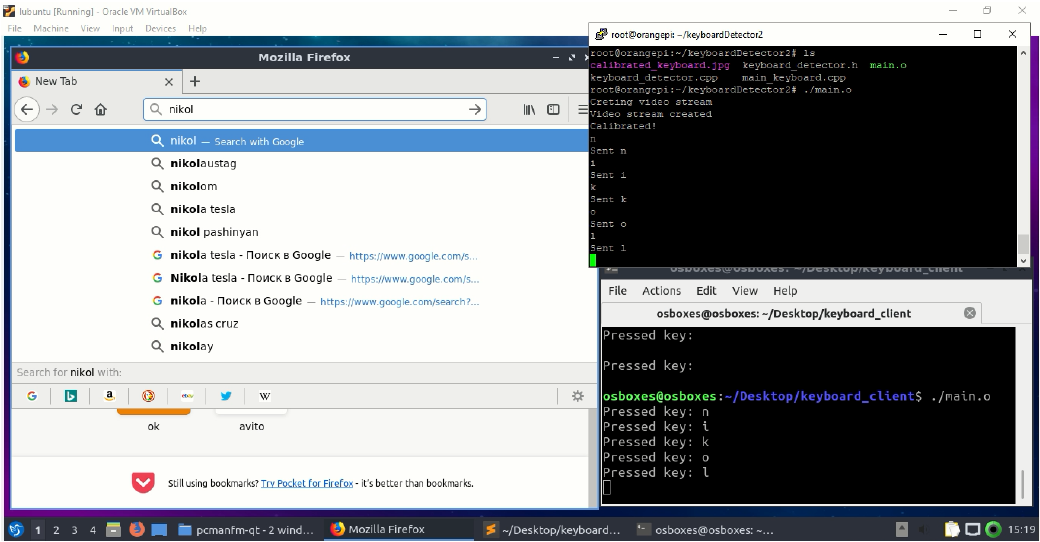 lubuntu [Running] - Oracle VM VirtualBox
File Machine View Input Devices Help
Mozilla Firefox
New Tab
nikol
nikol — Search with Google
nikolaustag
nikolom
nikola tesla
nikol pashinyan
nikola tesla - Поиск в Google — https://www.google.com/s...
Nikola tesla - Поиск в Google — https://www.google.com/s...
nikola - Поиск в Google — https://www.google.com/search?...
nikolas cruz
nikolay
Search for nikol with:
G b a ebay W
ok avito
Still using bookmarks? Try Pocket for Firefox - it's better than bookmarks.
root@orangepi: ~/keyboardDetector2
root@orangepi:~/keyboardDetector2# ls
calibrated_keyboard.jpg keyboard_detector.h main.o
keyboard_detector.cpp main_keyboard.cpp
root@orangepi:~/keyboardDetector2# ./main.o
Creting video stream
Video stream created
Calibrated!
n
Sent n
i
Sent i
k
Sent k
o
Sent o
l
Sent l
osboxes@osboxes: ~/Desktop/keyboard_client
File Actions Edit View Help
osboxes@osboxes: ~/Desktop/keyboard_client
Pressed key:
Pressed key:
osboxes@osboxes:~/Desktop/keyboard_client$ ./main.o
Pressed key: n
Pressed key: i
Pressed key: k
Pressed key: o
Pressed key: l
1 2 3 4 pcmanfm-qt - 2 wind... Mozilla Firefox ~/Desktop/keyboard... osboxes@osboxes: ~... 15:19